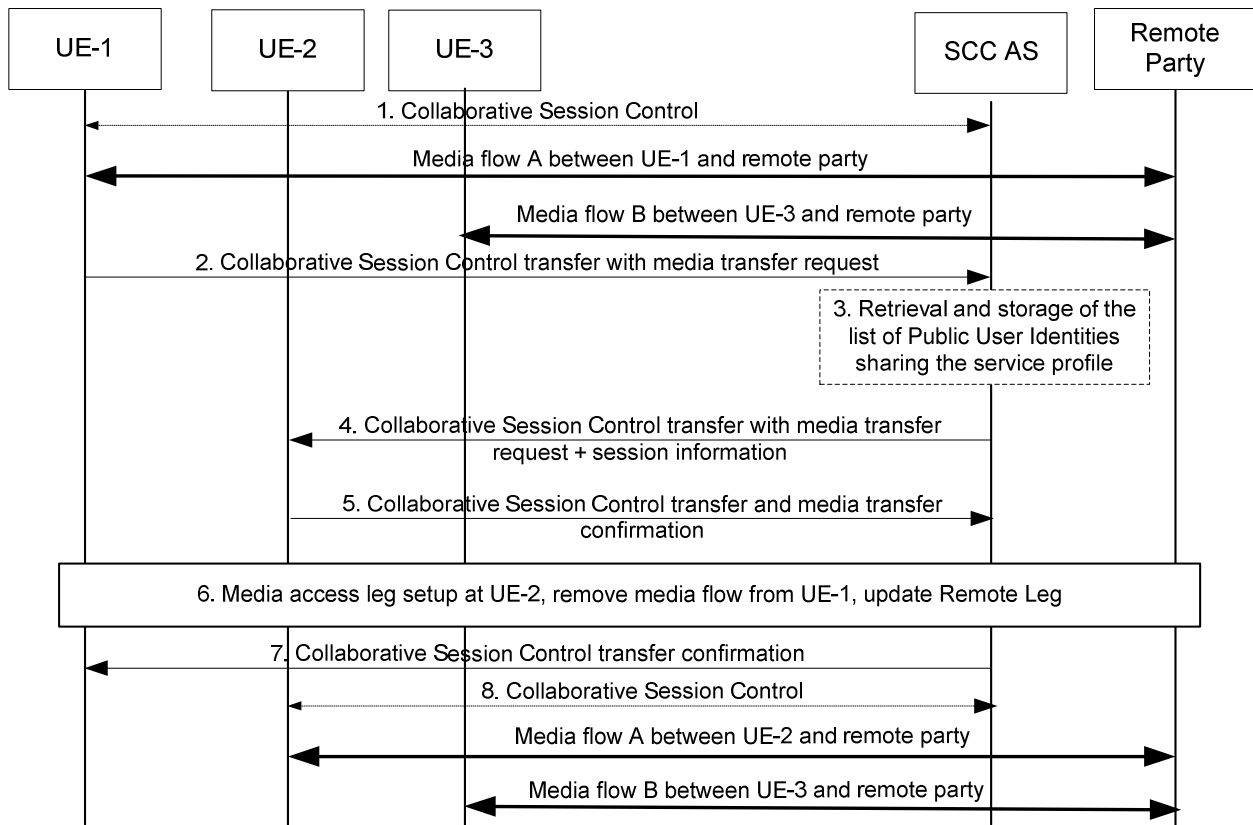 UE-1
UE-2
UE-3
SCC AS
Remote
Party
1. Collaborative Session Control
Media flow A between UE-1 and remote party
Media flow B between UE-3 and remote party
2. Collaborative Session Control transfer with media transfer request
3. Retrieval and storage of the
list of Public User Identities
sharing the service profile
4. Collaborative Session Control transfer with media transfer
request + session information
5. Collaborative Session Control transfer and media transfer
confirmation
6. Media access leg setup at UE-2, remove media flow from UE-1, update Remote Leg
7. Collaborative Session Control transfer confirmation
8. Collaborative Session Control
Media flow A between UE-2 and remote party
Media flow B between UE-3 and remote party